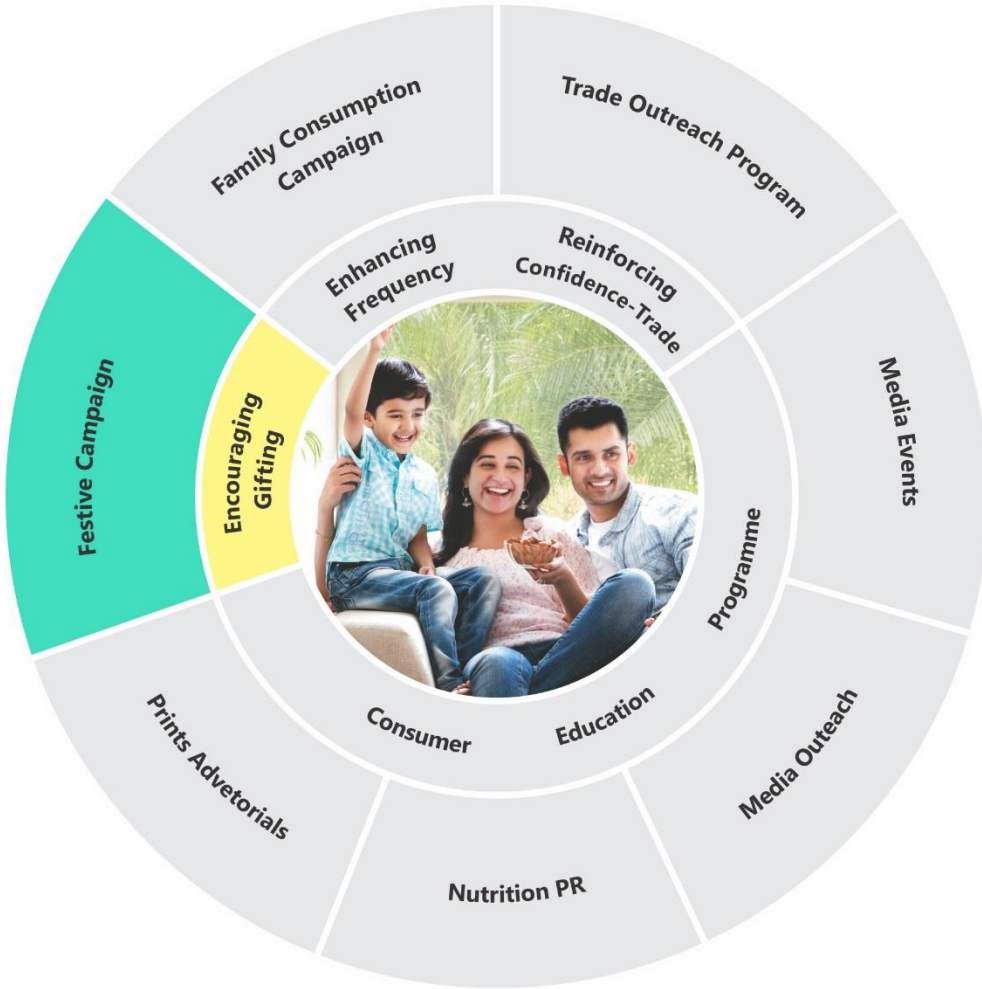 Family Consumption
Campaign
Trade Outreach Program
Media Events
Media Outeach
Nutrition PR
Prints Advetorials
Festive Campaign
Enhancing
Frequency
Reinforcing
Confidence-Trade
Consumer Education Programme
Encouraging
Gifting